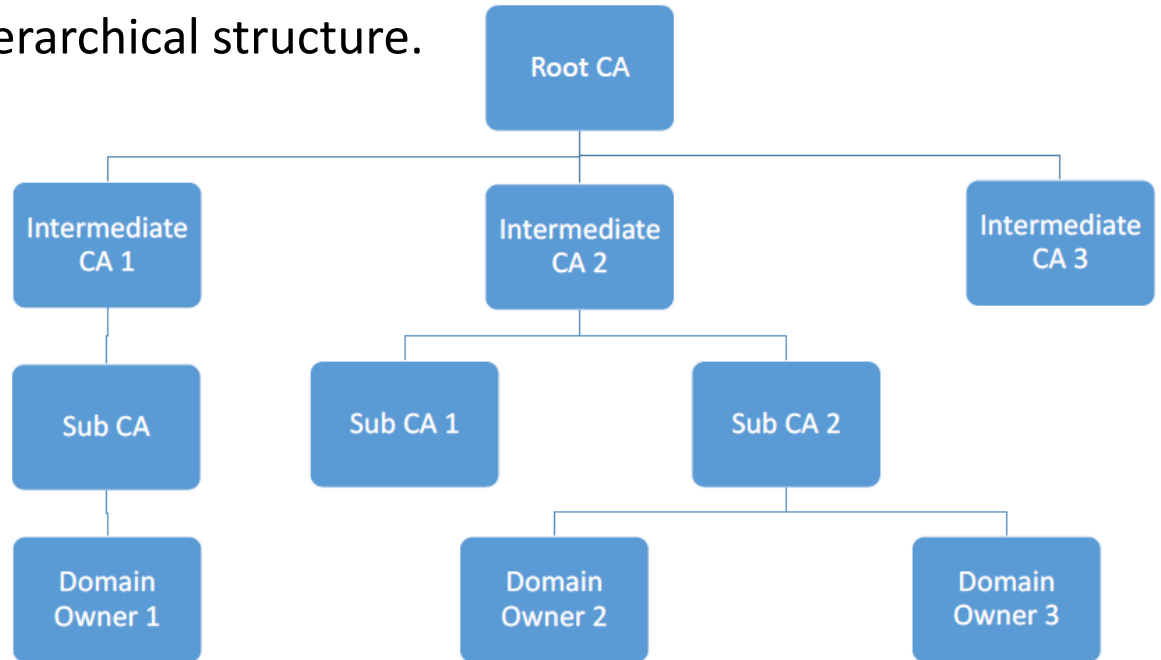 erarchical structure.
Root CA
Intermediate
CA 1
Intermediate
CA 2
Intermediate
CA 3
Sub CA
Sub CA 1
Sub CA 2
Domain
Owner 1
Domain
Owner 2
Domain
Owner 3